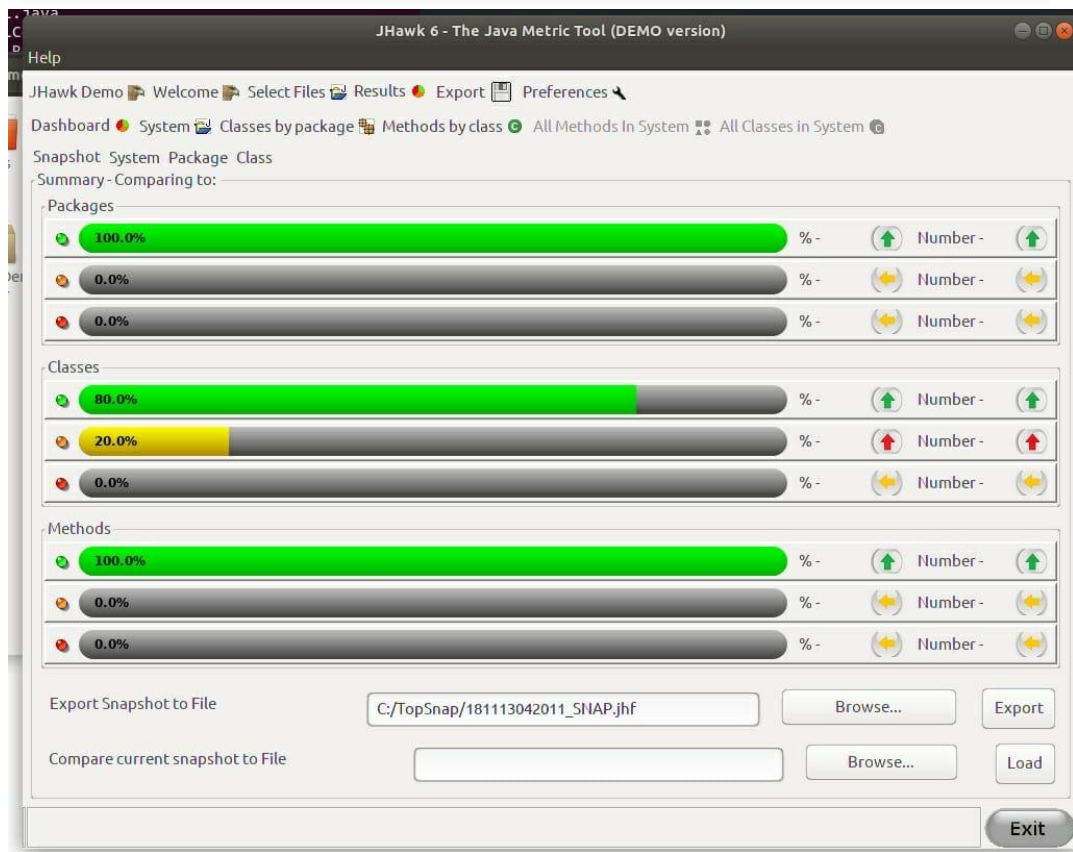 1.java
JHawk 6 - The Java Metric Tool (DEMO version)
Help
JHawk Demo Welcome Select Files Results Export Preferences
Dashboard System Classes by package Methods by class All Methods In System All Classes in System
Snapshot System Package Class
Summary - Comparing to:
Packages
100.0% % - Number -
0.0% % - Number -
0.0% % - Number -
Classes
80.0% % - Number -
20.0% % - Number -
0.0% % - Number -
Methods
100.0% % - Number -
0.0% % - Number -
0.0% % - Number -
Export Snapshot to File C:/TopSnap/181113042011_SNAP.jhf Browse... Export
Compare current snapshot to File Browse... Load
Exit